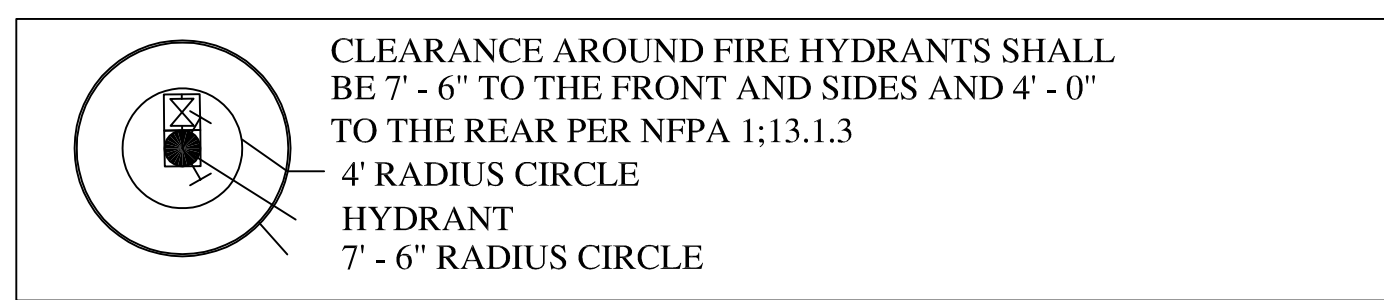 CLEARANCE AROUND FIRE HYDRANTS SHALL
BE 7' - 6" TO THE FRONT AND SIDES AND 4' - 0"
TO THE REAR PER NFPA 1;13.1.3
4' RADIUS CIRCLE
HYDRANT
7' - 6" RADIUS CIRCLE